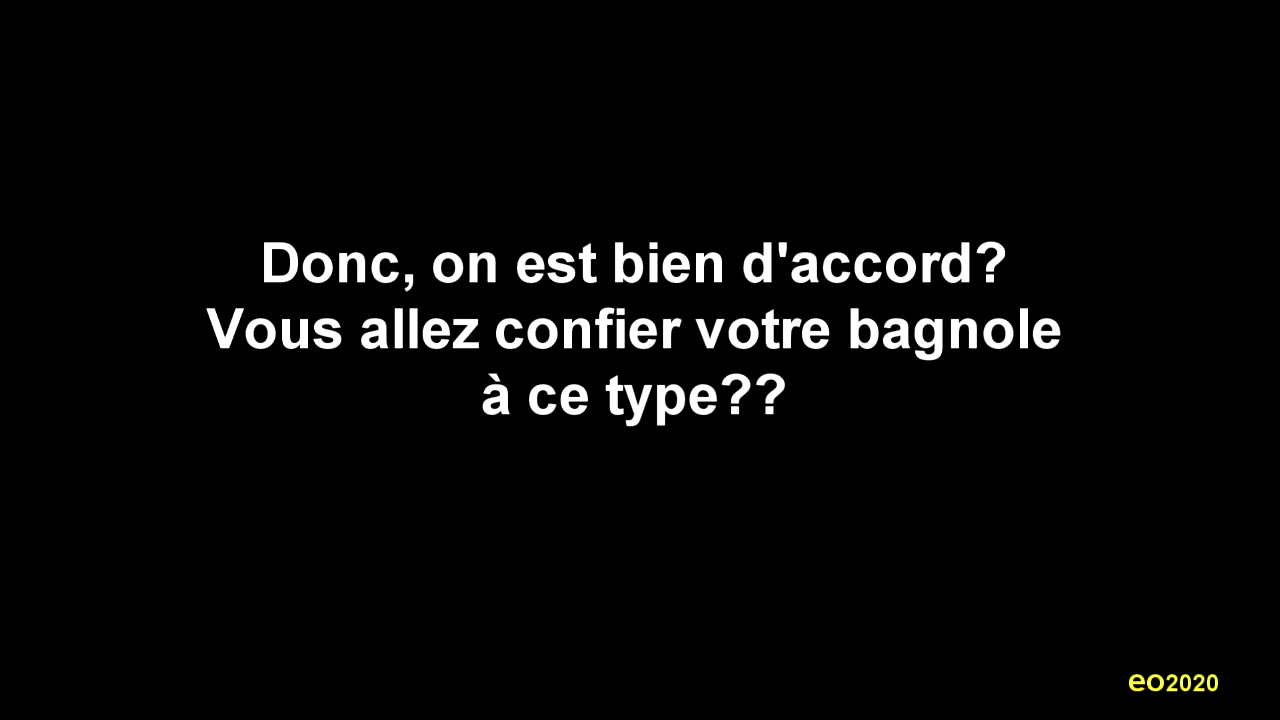 Donc, on est bien d'accord?
Vous allez confier votre bagnole
à ce type??
eo2020